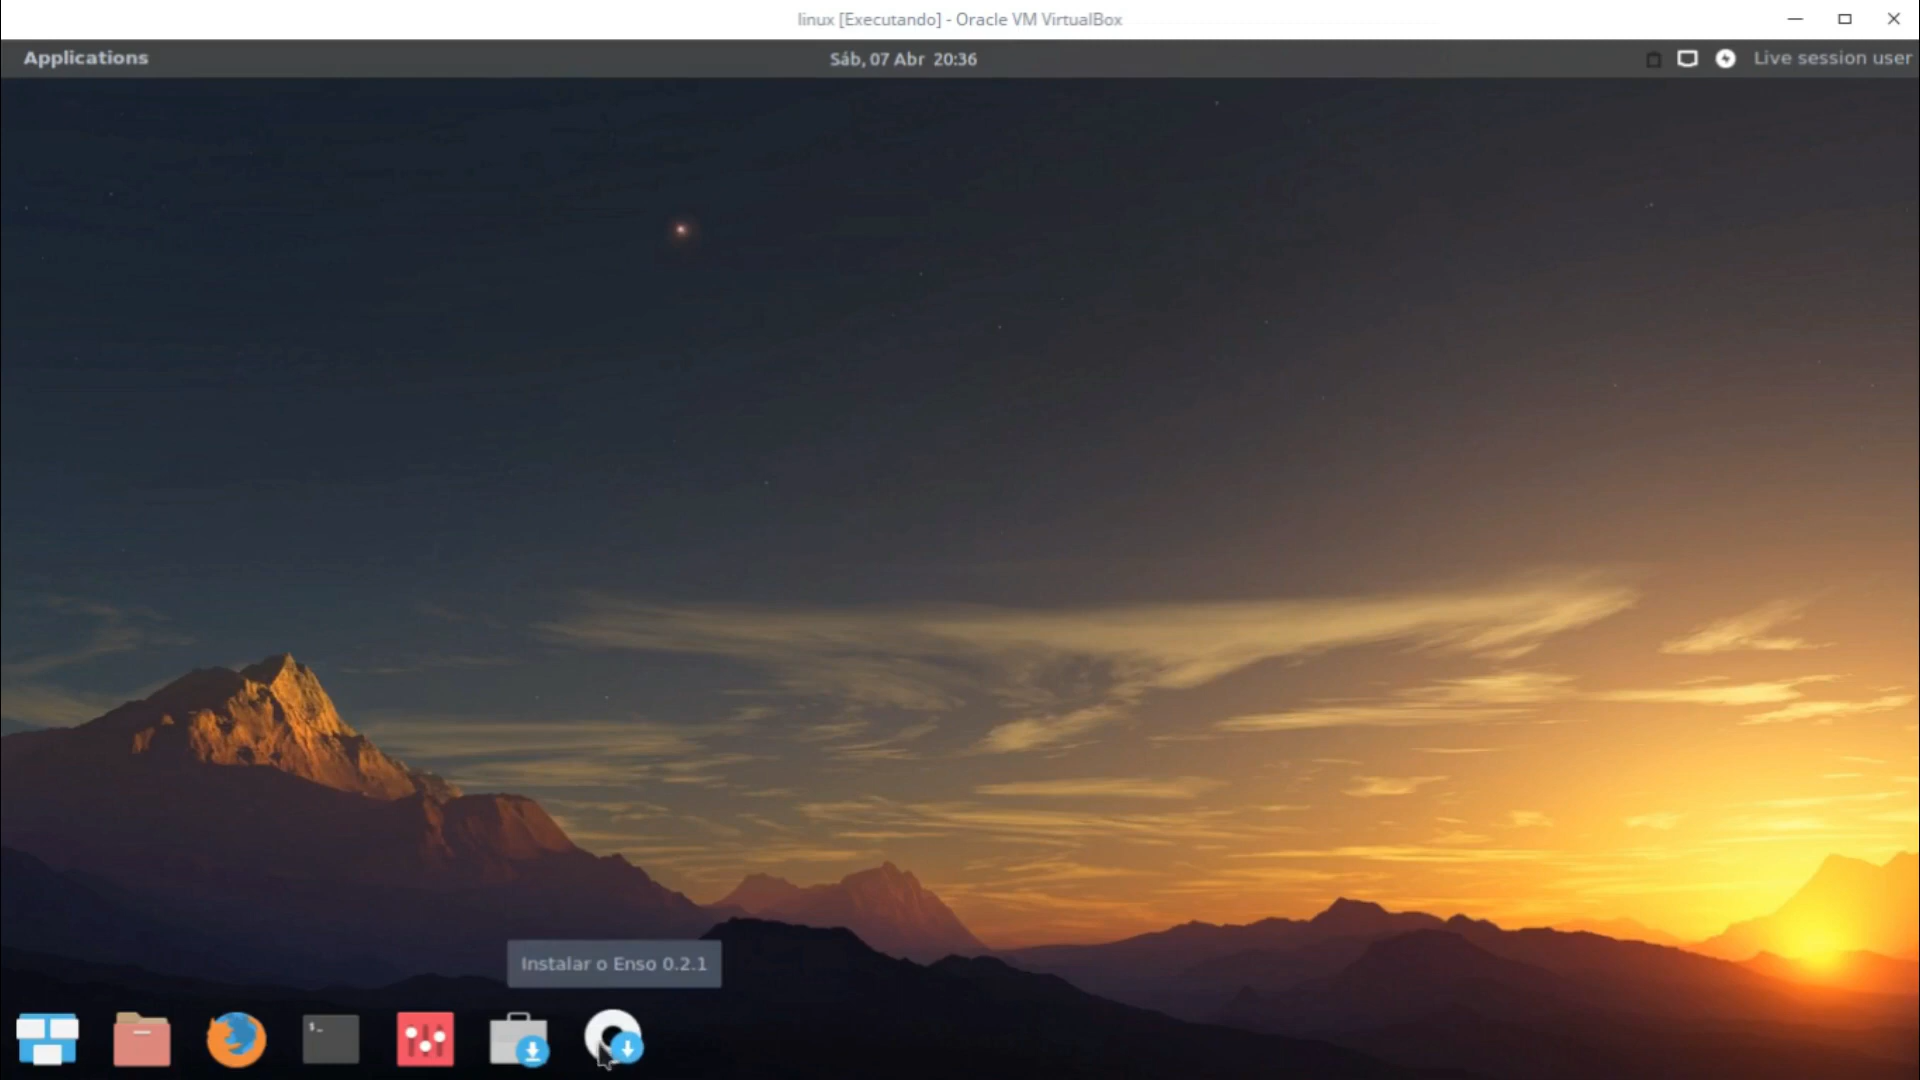 linux [Executando] - Oracle VM VirtualBox
Applications
Sáb, 07 Abr 20:36
Live session user
Instalar o Enso 0.2.1
$_